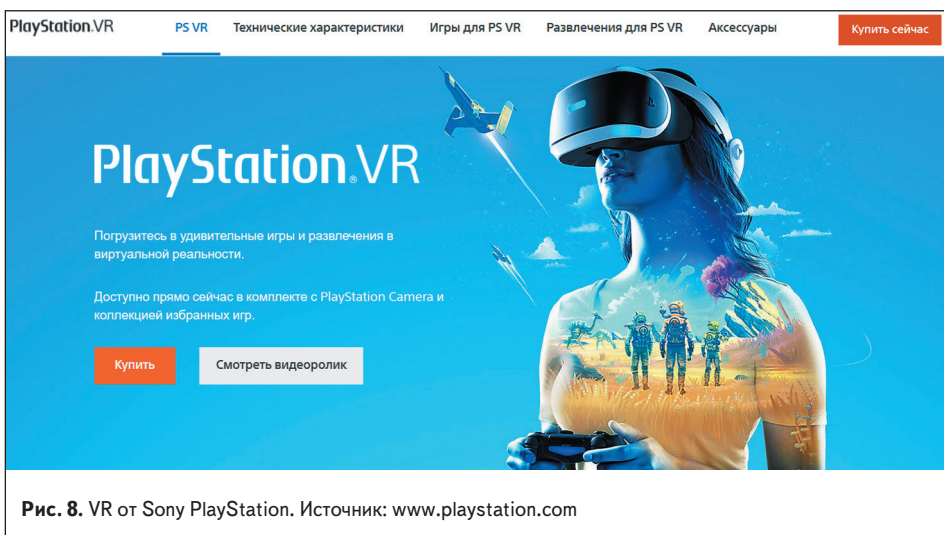 PlayStation.VR PS VR Технические характеристики Игры для PS VR Развлечения для PS VR Аксессуары Купить сейчас
PlayStation®VR
Погрузитесь в удивительные игры и развлечения в
виртуальной реальности.
Доступно прямо сейчас в комплекте с PlayStation Camera и
коллекцией избранных игр.
Купить Смотреть видеоролик
Рис. 8. VR от Sony PlayStation. Источник: www.playstation.com